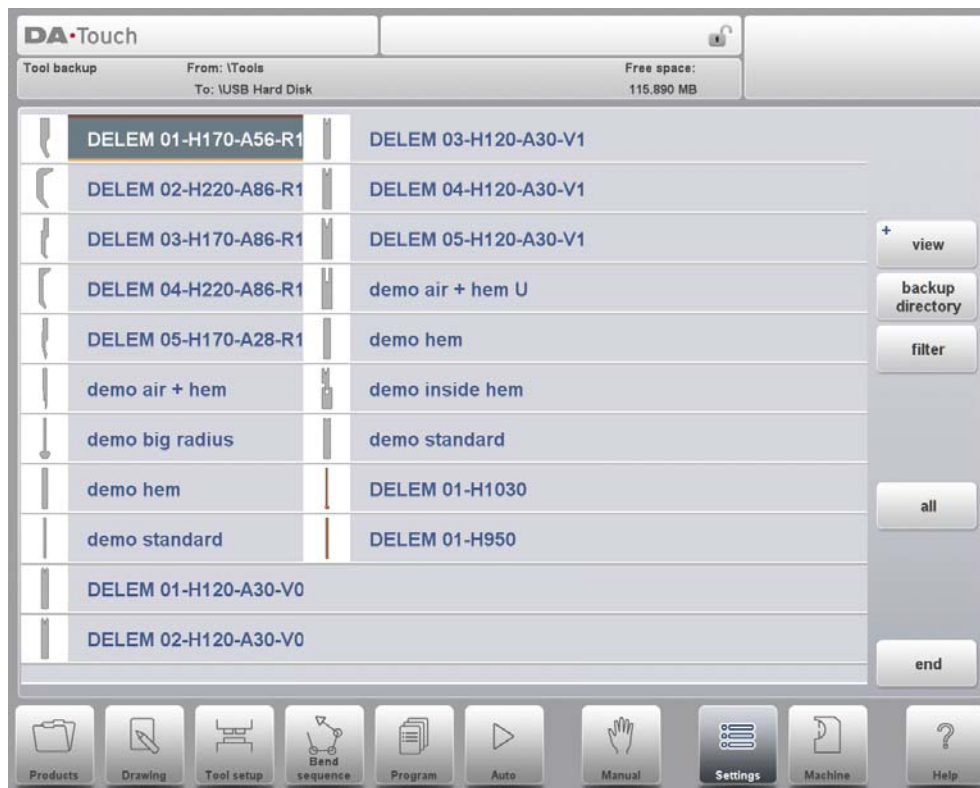 DA·Touch
Tool backup From: \Tools Free space:
To: \USB Hard Disk 115.890 MB
DELEM 01-H170-A56-R1 DELEM 03-H120-A30-V1
DELEM 02-H220-A86-R1 DELEM 04-H120-A30-V1
DELEM 03-H170-A86-R1 DELEM 05-H120-A30-V1
DELEM 04-H220-A86-R1 demo air + hem U
DELEM 05-H170-A28-R1 demo hem
demo air + hem demo inside hem
demo big radius demo standard
demo hem DELEM 01-H1030
demo standard DELEM 01-H950
DELEM 01-H120-A30-V0
DELEM 02-H120-A30-V0
+ view
backup
directory
filter
all
end
Products Drawing Tool setup Bend
sequence Program Auto Manual Settings Machine Help